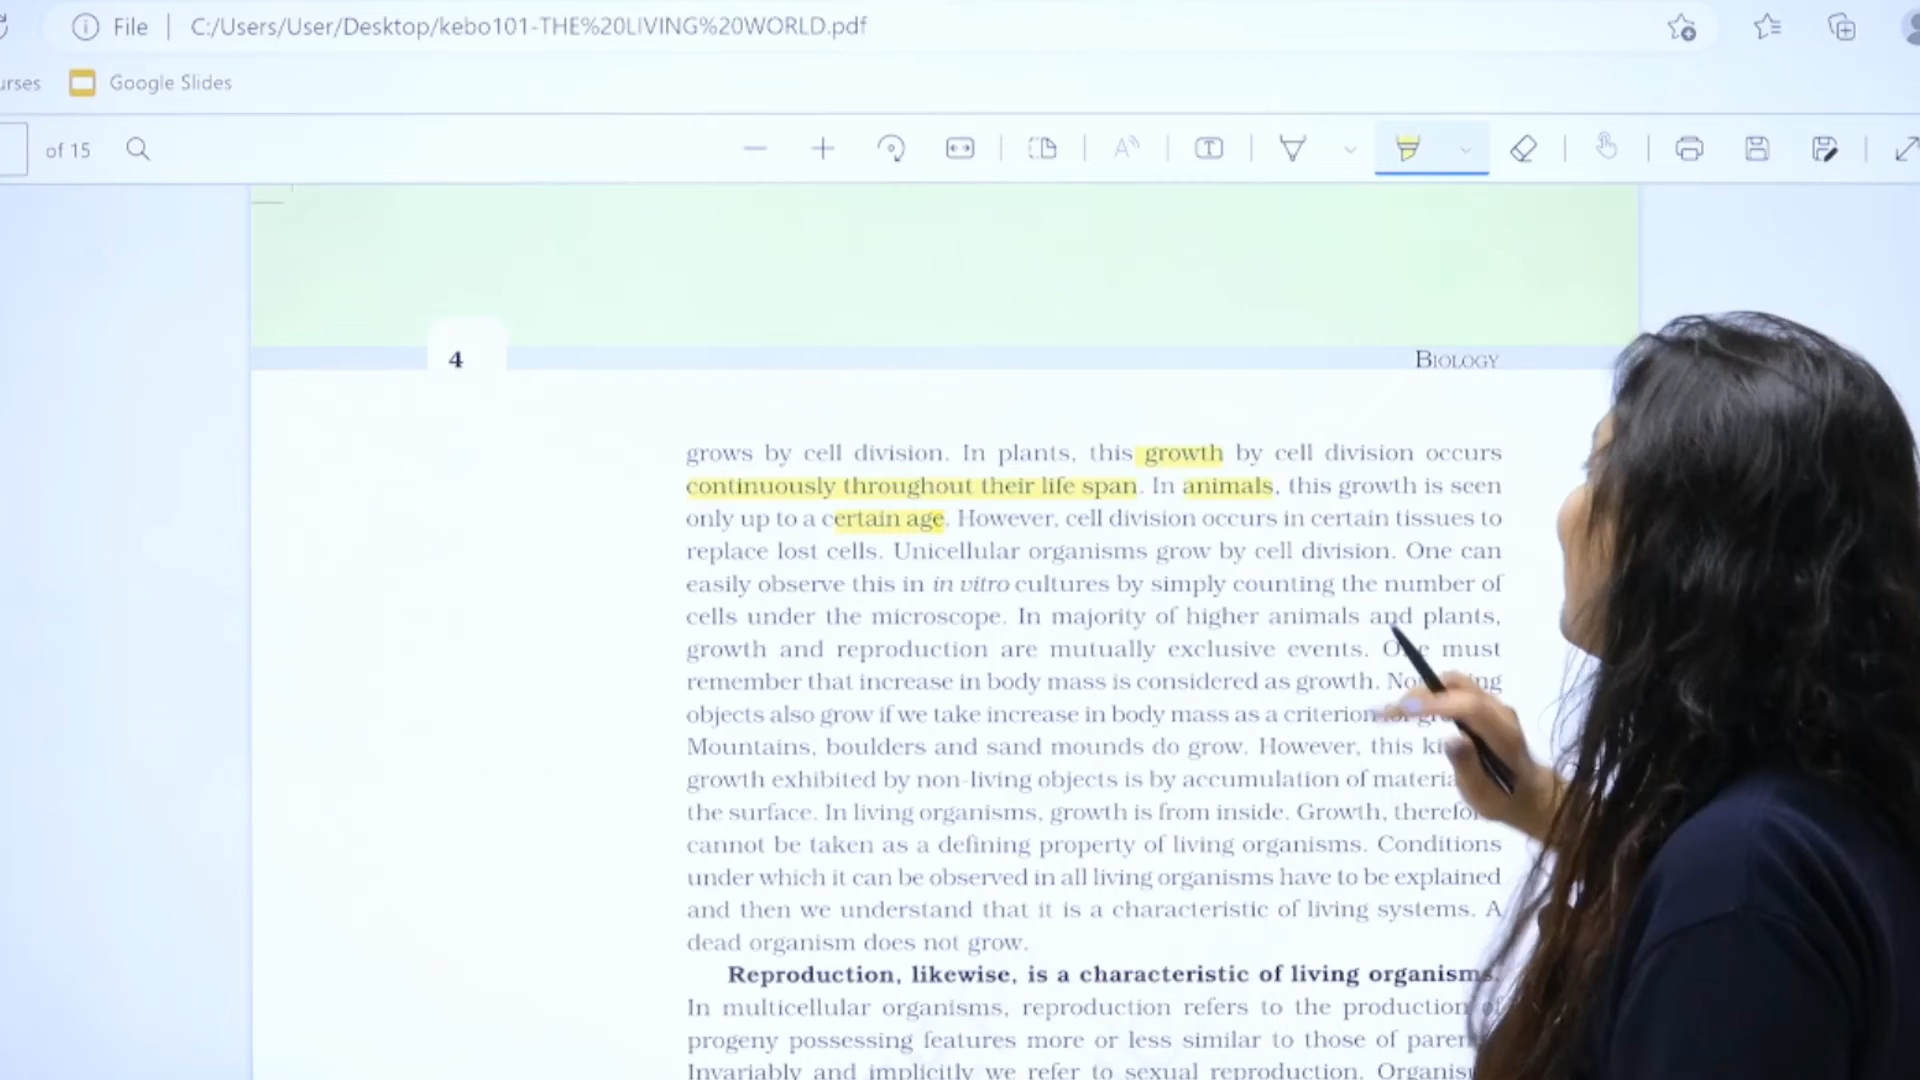 File | C:/Users/User/Desktop/kebo101-THE%20LIVING%20WORLD.pdf
urses Google Slides
of 15
4 BIOLOGY
grows by cell division. In plants, this growth by cell division occurs
continuously throughout their life span. In animals, this growth is seen
only up to a certain age. However, cell division occurs in certain tissues to
replace lost cells. Unicellular organisms grow by cell division. One can
easily observe this in in vitro cultures by simply counting the number of
cells under the microscope. In majority of higher animals and plants,
growth and reproduction are mutually exclusive events. One must
remember that increase in body mass is considered as growth.
objects also grow if we take increase in body mass as a criterion
Mountains, boulders and sand mounds do grow. However, this
growth exhibited by non-living objects is by accumulation of
the surface. In living organisms, growth is from inside. Growth,
cannot be taken as a defining property of living organisms. Conditions
under which it can be observed in all living organisms have to be explained
and then we understand that it is a characteristic of living systems. A
dead organism does not grow.
Reproduction, likewise, is a characteristic of living organisms.
In multicellular organisms, reproduction refers to the production of
progeny possessing features more or less similar to those of
Invariably and implicitly we refer to sexual reproduction.